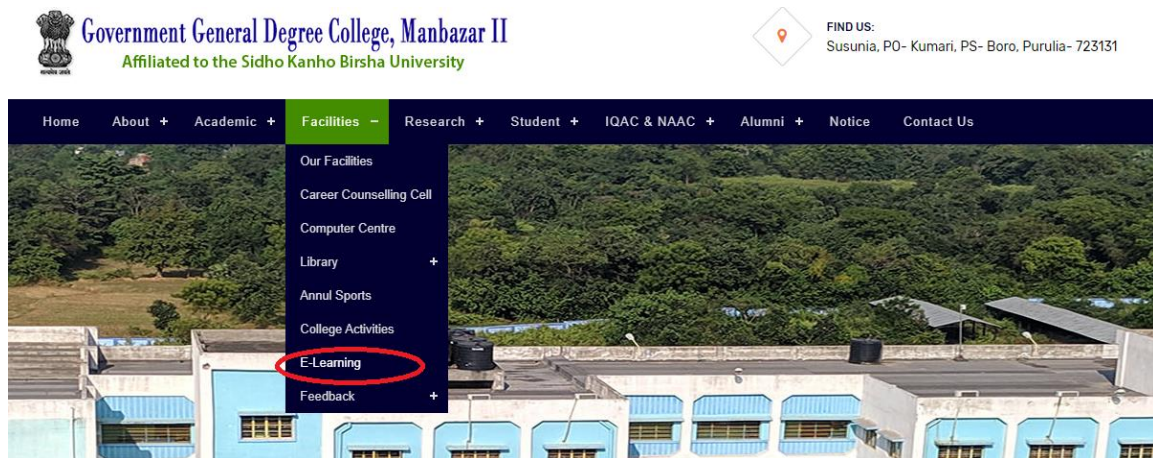 Government General Degree College, Manbazar II
Affiliated to the Sidho Kanho Birsha University
FIND US:
Susunia, PO- Kumari, PS- Boro, Purulia- 723131
Home About + Academic + Facilities − Research + Student + IQAC & NAAC + Alumni + Notice Contact Us
Our Facilities
Career Counselling Cell
Computer Centre
Library +
Annul Sports
College Activities
E-Learning
Feedback +